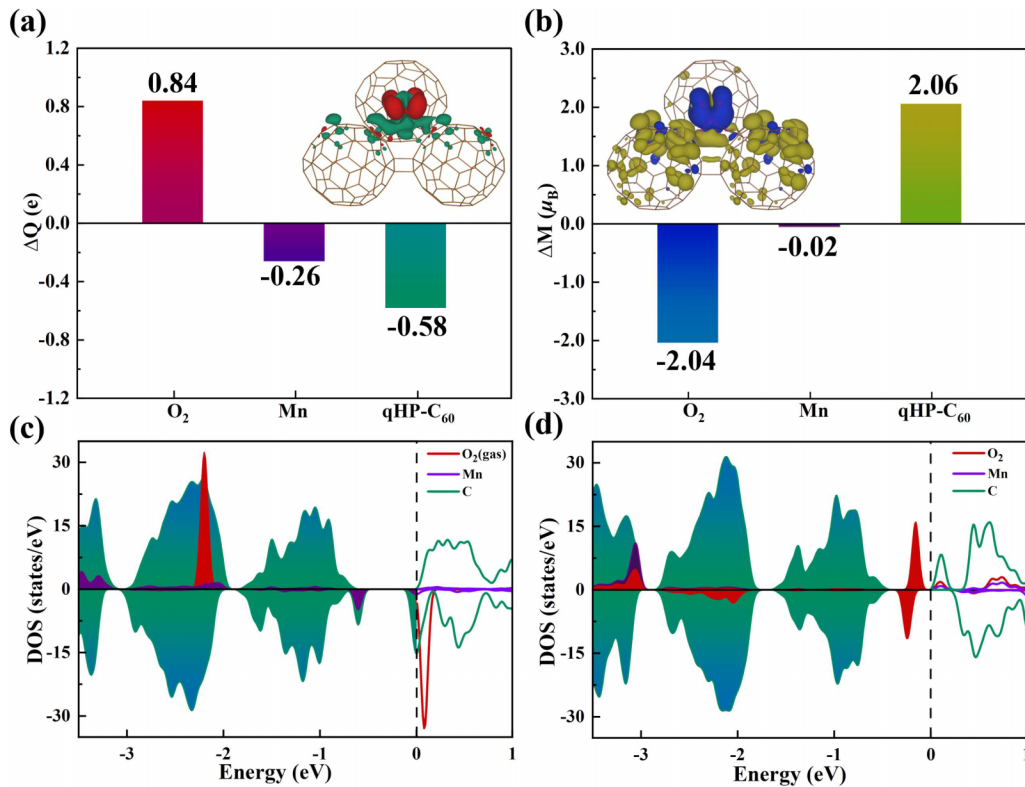 (a)
1.2
0.8
0.4
0.0
-0.4
-0.8
-1.2
ΔQ (e)
0.84
-0.26
-0.58
O₂
Mn
qHP-C₆₀
(b)
3.0
2.0
1.0
0.0
-1.0
-2.0
-3.0
ΔM (μB)
-2.04
-0.02
2.06
O₂
Mn
qHP-C₆₀
(c)
30
15
0
-15
-30
DOS (states/eV)
O₂(gas)
Mn
C
-3
-2
-1
0
1
Energy (eV)
(d)
30
15
0
-15
-30
DOS (states/eV)
O₂
Mn
C
-3
-2
-1
0
1
Energy (eV)